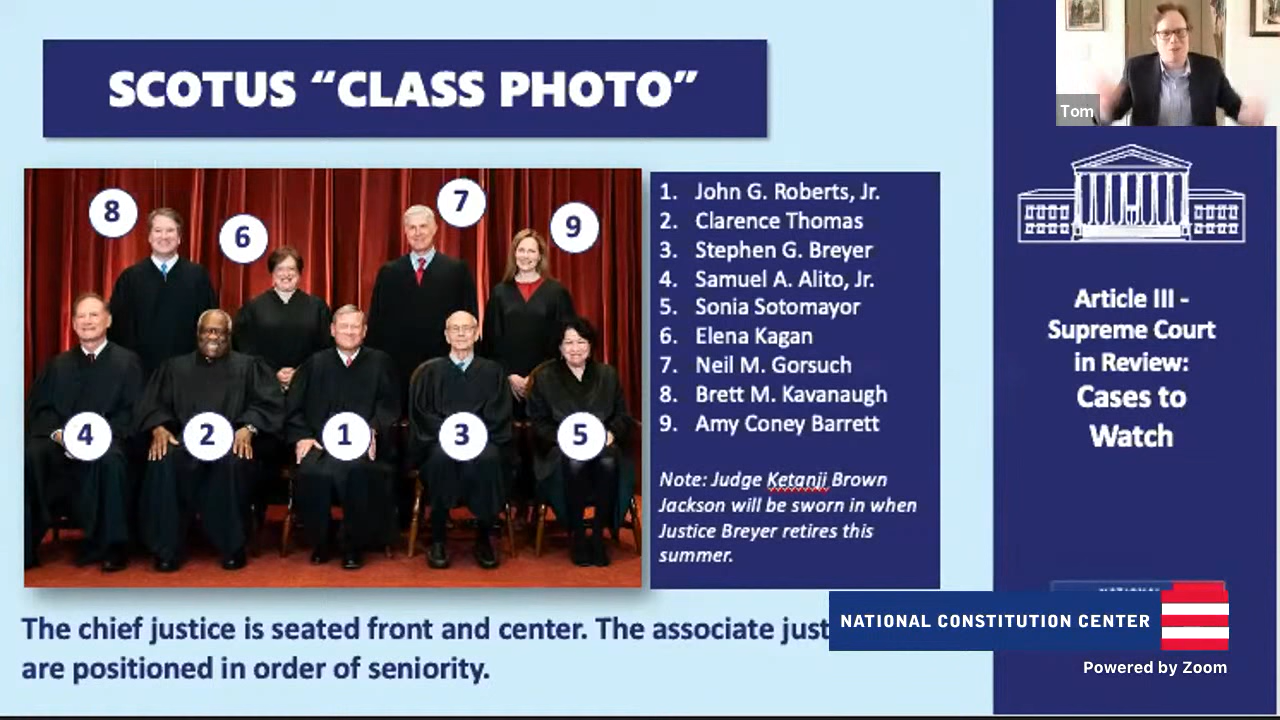 SCOTUS “CLASS PHOTO”
8
6
7
9
4
2
1
3
5
1. John G. Roberts, Jr.
2. Clarence Thomas
3. Stephen G. Breyer
4. Samuel A. Alito, Jr.
5. Sonia Sotomayor
6. Elena Kagan
7. Neil M. Gorsuch
8. Brett M. Kavanaugh
9. Amy Coney Barrett
Note: Judge Ketanji Brown
Jackson will be sworn in when
Justice Breyer retires this
summer.
The chief justice is seated front and center. The associate just
are positioned in order of seniority.
Tom
Article III -
Supreme Court
in Review:
Cases to
Watch
NATIONAL CONSTITUTION CENTER
Powered by Zoom